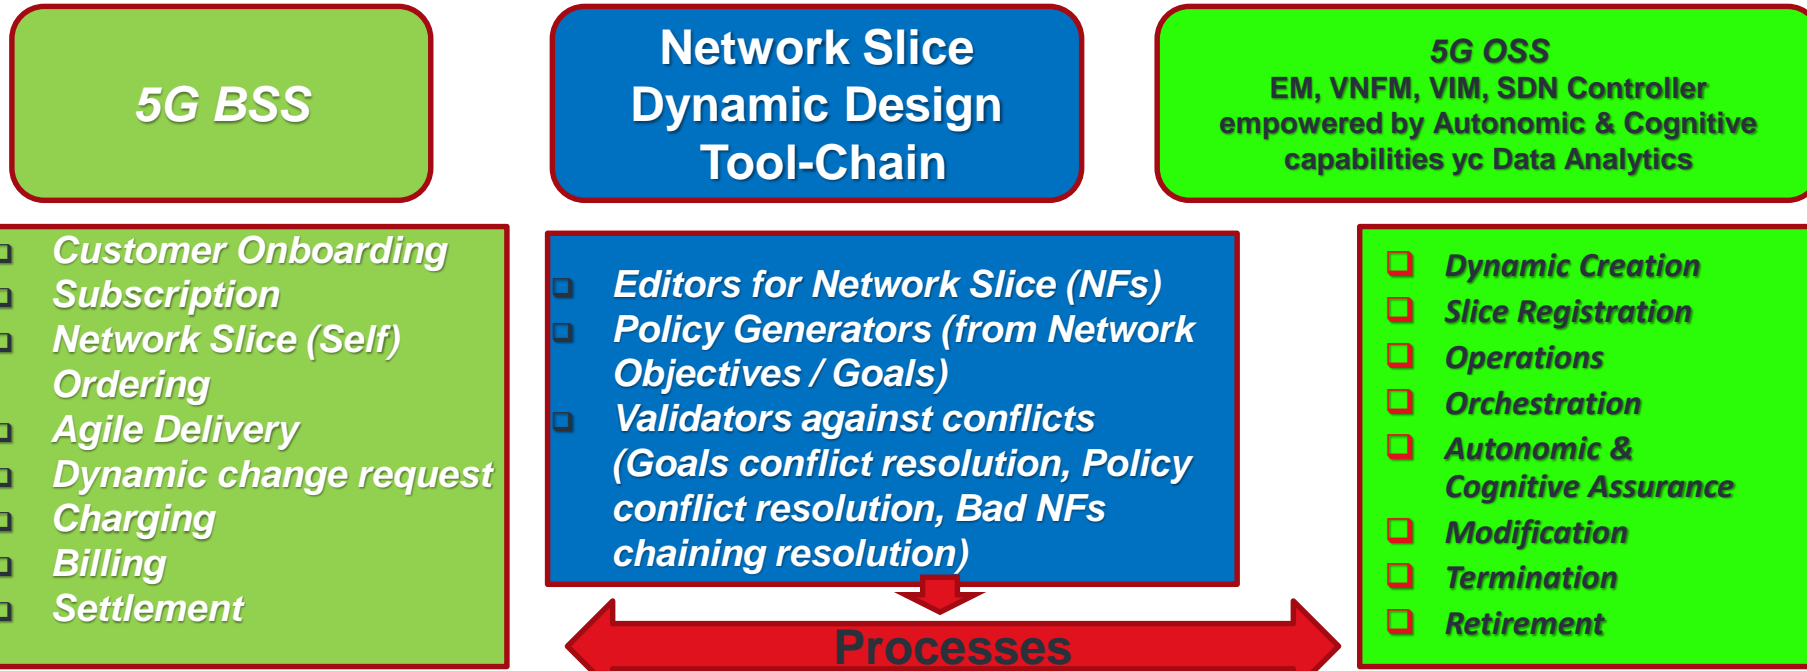 5G BSS
Network Slice
Dynamic Design
Tool-Chain
5G OSS
EM, VNFM, VIM, SDN Controller
empowered by Autonomic & Cognitive
capabilities yc Data Analytics
Customer Onboarding
Subscription
Network Slice (Self)
Ordering
Agile Delivery
Dynamic change request
Charging
Billing
Settlement
Editors for Network Slice (NFs)
Policy Generators (from Network
Objectives / Goals)
Validators against conflicts
(Goals conflict resolution, Policy
conflict resolution, Bad NFs
chaining resolution)
Dynamic Creation
Slice Registration
Operations
Orchestration
Autonomic &
Cognitive Assurance
Modification
Termination
Retirement
Processes